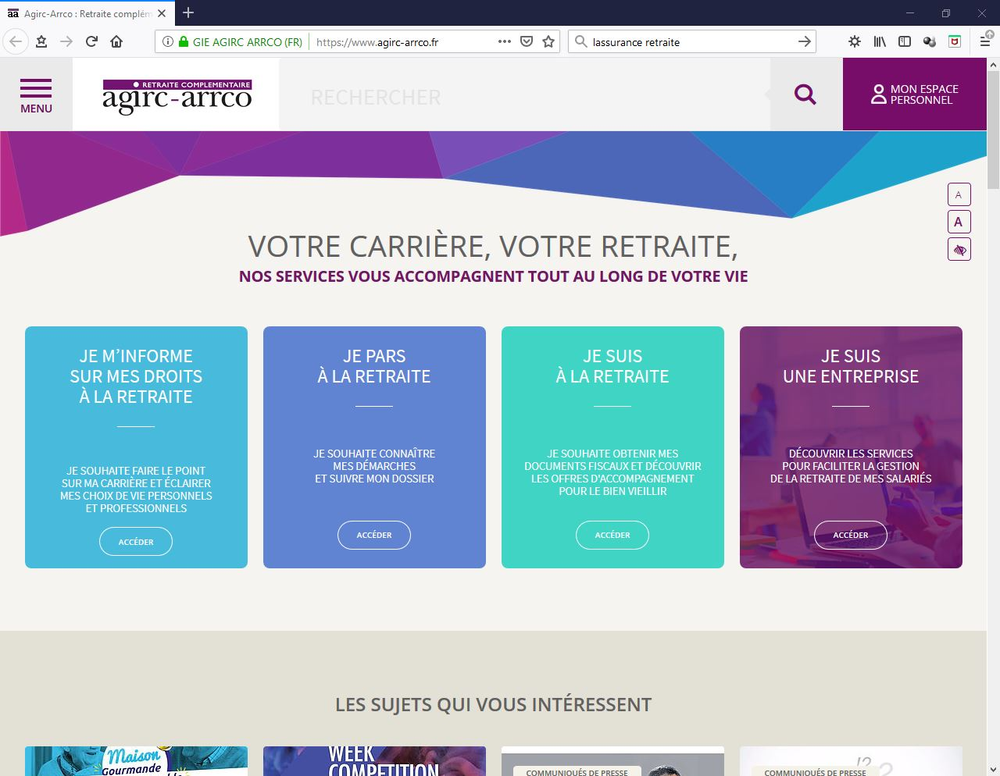 Agirc-Arrco : Retraite complém
GIE AGIRC ARRCO (FR)
https://www.agirc-arrco.fr
lassurance retraite
MENU
RETRAITE COMPLEMENTAIRE
agirc-arrco
RECHERCHER
MON ESPACE
PERSONNEL
A
A
VOTRE CARRIÈRE, VOTRE RETRAITE,
NOS SERVICES VOUS ACCOMPAGNENT TOUT AU LONG DE VOTRE VIE
JE M’INFORME
SUR MES DROITS
À LA RETRAITE
JE SOUHAITE FAIRE LE POINT
SUR MA CARRIÈRE ET ÉCLAIRER
MES CHOIX DE VIE PERSONNELS
ET PROFESSIONNELS
ACCÉDER
JE PARS
À LA RETRAITE
JE SOUHAITE CONNAÎTRE
MES DÉMARCHES
ET SUIVRE MON DOSSIER
ACCÉDER
JE SUIS
À LA RETRAITE
JE SOUHAITE OBTENIR MES
DOCUMENTS FISCAUX ET DÉCOUVRIR
LES OFFRES D'ACCOMPAGNEMENT
POUR LE BIEN VIEILLIR
ACCÉDER
JE SUIS
UNE ENTREPRISE
DÉCOUVRIR LES SERVICES
POUR FACILITER LA GESTION
DE LA RETRAITE DE MES SALARIÉS
ACCÉDER
LES SUJETS QUI VOUS INTÉRESSENT
Maison
Gourmande
WEEK
COMPETITION
COMMUNIQUÉS DE PRESSE
COMMUNIQUÉS DE PRESSE